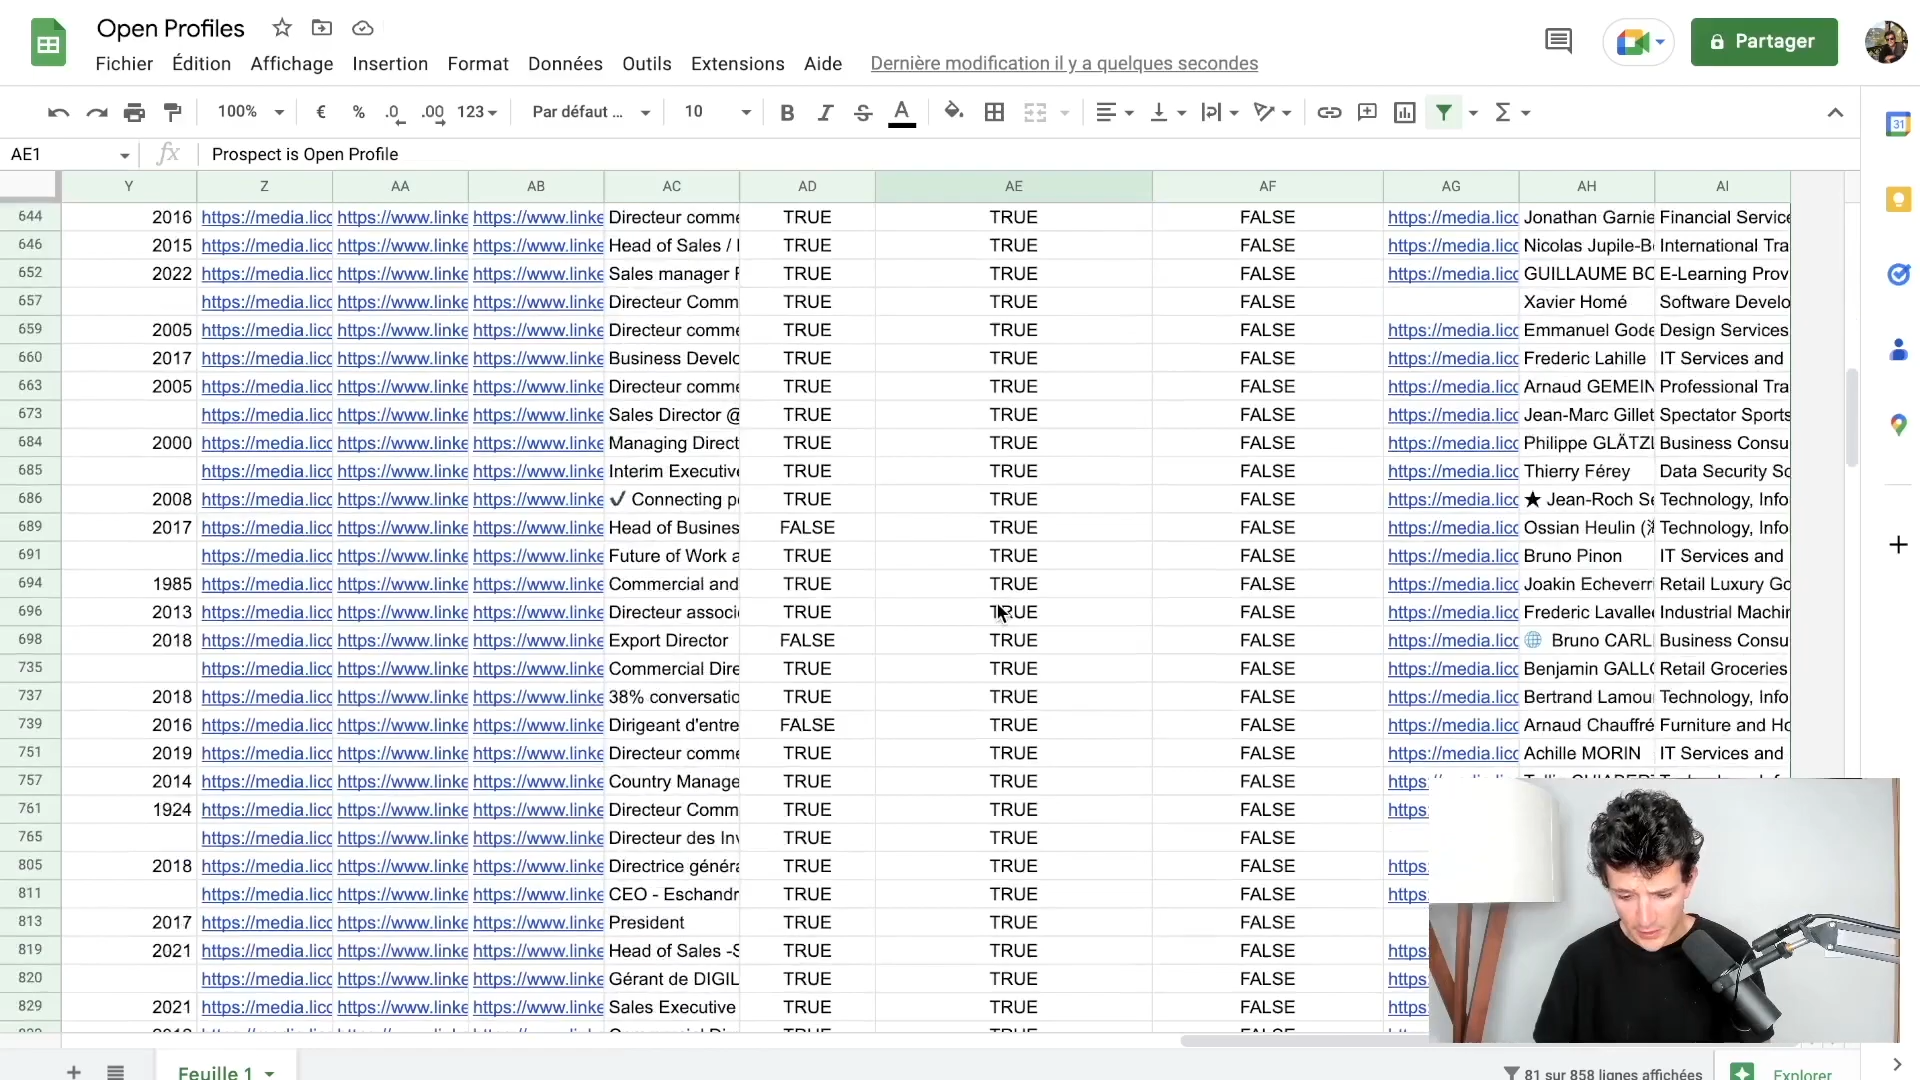 Open Profiles
Fichier Édition Affichage Insertion Format Données Outils Extensions Aide Dernière modification il y a quelques secondes
Partager
100% € % .0 .00 123 Par défaut ... 10 B I S A Σ
31
AE1 fx Prospect is Open Profile
Y Z AA AB AC AD AE AF AG AH AI
644 2016 https://media.licc https://www.linke https://www.linke Directeur comme TRUE TRUE FALSE https://media.licc Jonathan Garnie Financial Service
646 2015 https://media.licc https://www.linke https://www.linke Head of Sales / TRUE TRUE FALSE https://media.licc Nicolas Jupile-B International Tra
652 2022 https://media.licc https://www.linke https://www.linke Sales manager TRUE TRUE FALSE https://media.licc GUILLAUME BC E-Learning Prov
657 https://media.licc https://www.linke https://www.linke Directeur Comm TRUE TRUE FALSE Xavier Homé Software Develo
659 2005 https://media.licc https://www.linke https://www.linke Directeur comme TRUE TRUE FALSE https://media.licc Emmanuel Gode Design Services
660 2017 https://media.licc https://www.linke https://www.linke Business Develo TRUE TRUE FALSE https://media.licc Frederic Lahille IT Services and
663 2005 https://media.licc https://www.linke https://www.linke Directeur comme TRUE TRUE FALSE https://media.licc Arnaud GEMEIN Professional Tra
673 https://media.licc https://www.linke https://www.linke Sales Director @ TRUE TRUE FALSE https://media.licc Jean-Marc Gillet Spectator Sports
684 2000 https://media.licc https://www.linke https://www.linke Managing Direct TRUE TRUE FALSE https://media.licc Philippe GLÄTZL Business Consu
685 https://media.licc https://www.linke https://www.linke Interim Executive TRUE TRUE FALSE https://media.licc Thierry Férey Data Security Sc
686 2008 https://media.licc https://www.linke https://www.linke ✓ Connecting p TRUE TRUE FALSE https://media.licc ★ Jean-Roch S Technology, Info
689 2017 https://media.licc https://www.linke https://www.linke Head of Busines FALSE TRUE FALSE https://media.licc Ossian Heulin ( Technology, Info
691 https://media.licc https://www.linke https://www.linke Future of Work a TRUE TRUE FALSE https://media.licc Bruno Pinon IT Services and
694 1985 https://media.licc https://www.linke https://www.linke Commercial and TRUE TRUE FALSE https://media.licc Joakin Echeverri Retail Luxury Go
696 2013 https://media.licc https://www.linke https://www.linke Directeur associ TRUE TRUE FALSE https://media.licc Frederic Lavalle Industrial Machin
698 2018 https://media.licc https://www.linke https://www.linke Export Director FALSE TRUE FALSE https://media.licc Bruno CARL Business Consu
735 https://media.licc https://www.linke https://www.linke Commercial Dire TRUE TRUE FALSE https://media.licc Benjamin GALL Retail Groceries
737 2018 https://media.licc https://www.linke https://www.linke 38% conversatio TRUE TRUE FALSE https://media.licc Bertrand Lamou Technology, Info
739 2016 https://media.licc https://www.linke https://www.linke Dirigeant d'entre FALSE TRUE FALSE https://media.licc Arnaud Chauffré Furniture and Ho
751 2019 https://media.licc https://www.linke https://www.linke Directeur comme TRUE TRUE FALSE https://media.licc Achille MORIN IT Services and
757 2014 https://media.licc https://www.linke https://www.linke Country Manage TRUE TRUE FALSE https
761 1924 https://media.licc https://www.linke https://www.linke Directeur Comm TRUE TRUE FALSE https:
765 https://media.licc https://www.linke https://www.linke Directeur des In TRUE TRUE FALSE
805 2018 https://media.licc https://www.linke https://www.linke Directrice généra TRUE TRUE FALSE https:
811 https://media.licc https://www.linke https://www.linke CEO - Eschandr TRUE TRUE FALSE https:
813 2017 https://media.licc https://www.linke https://www.linke President TRUE TRUE FALSE
819 2021 https://media.licc https://www.linke https://www.linke Head of Sales -S TRUE TRUE FALSE https:
820 https://media.licc https://www.linke https://www.linke Gérant de DIGIL TRUE TRUE FALSE https:
829 2021 https://media.licc https://www.linke https://www.linke Sales Executive TRUE TRUE FALSE https:
Feuille 1
81 sur 858 lignes affichées Explorer